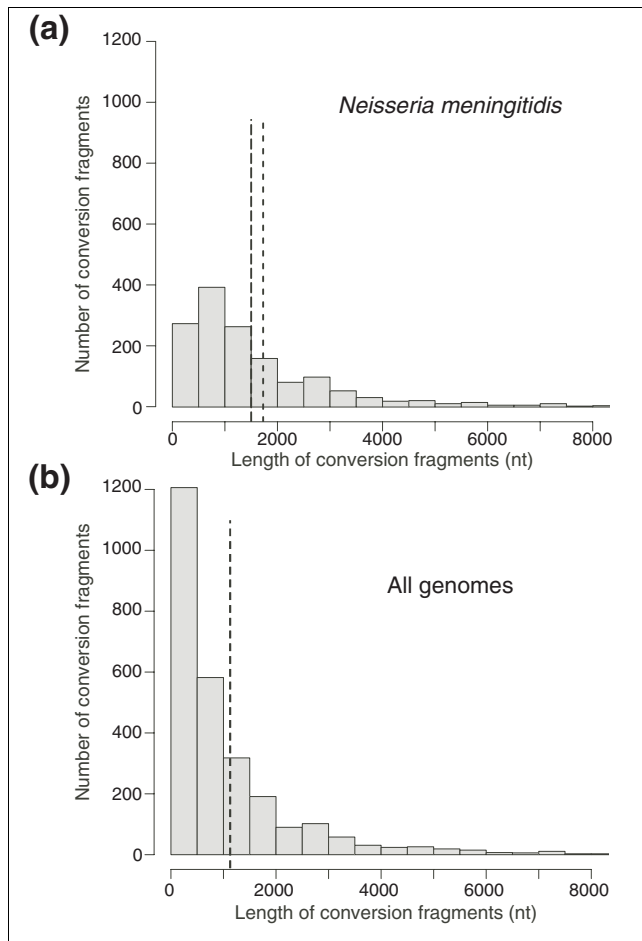 (a)
1200
1000
800
600
400
200
0
Number of conversion fragments
Neisseria meningitidis
0 2000 4000 6000 8000
Length of conversion fragments (nt)
(b)
1200
1000
800
600
400
200
0
Number of conversion fragments
All genomes
0 2000 4000 6000 8000
Length of conversion fragments (nt)